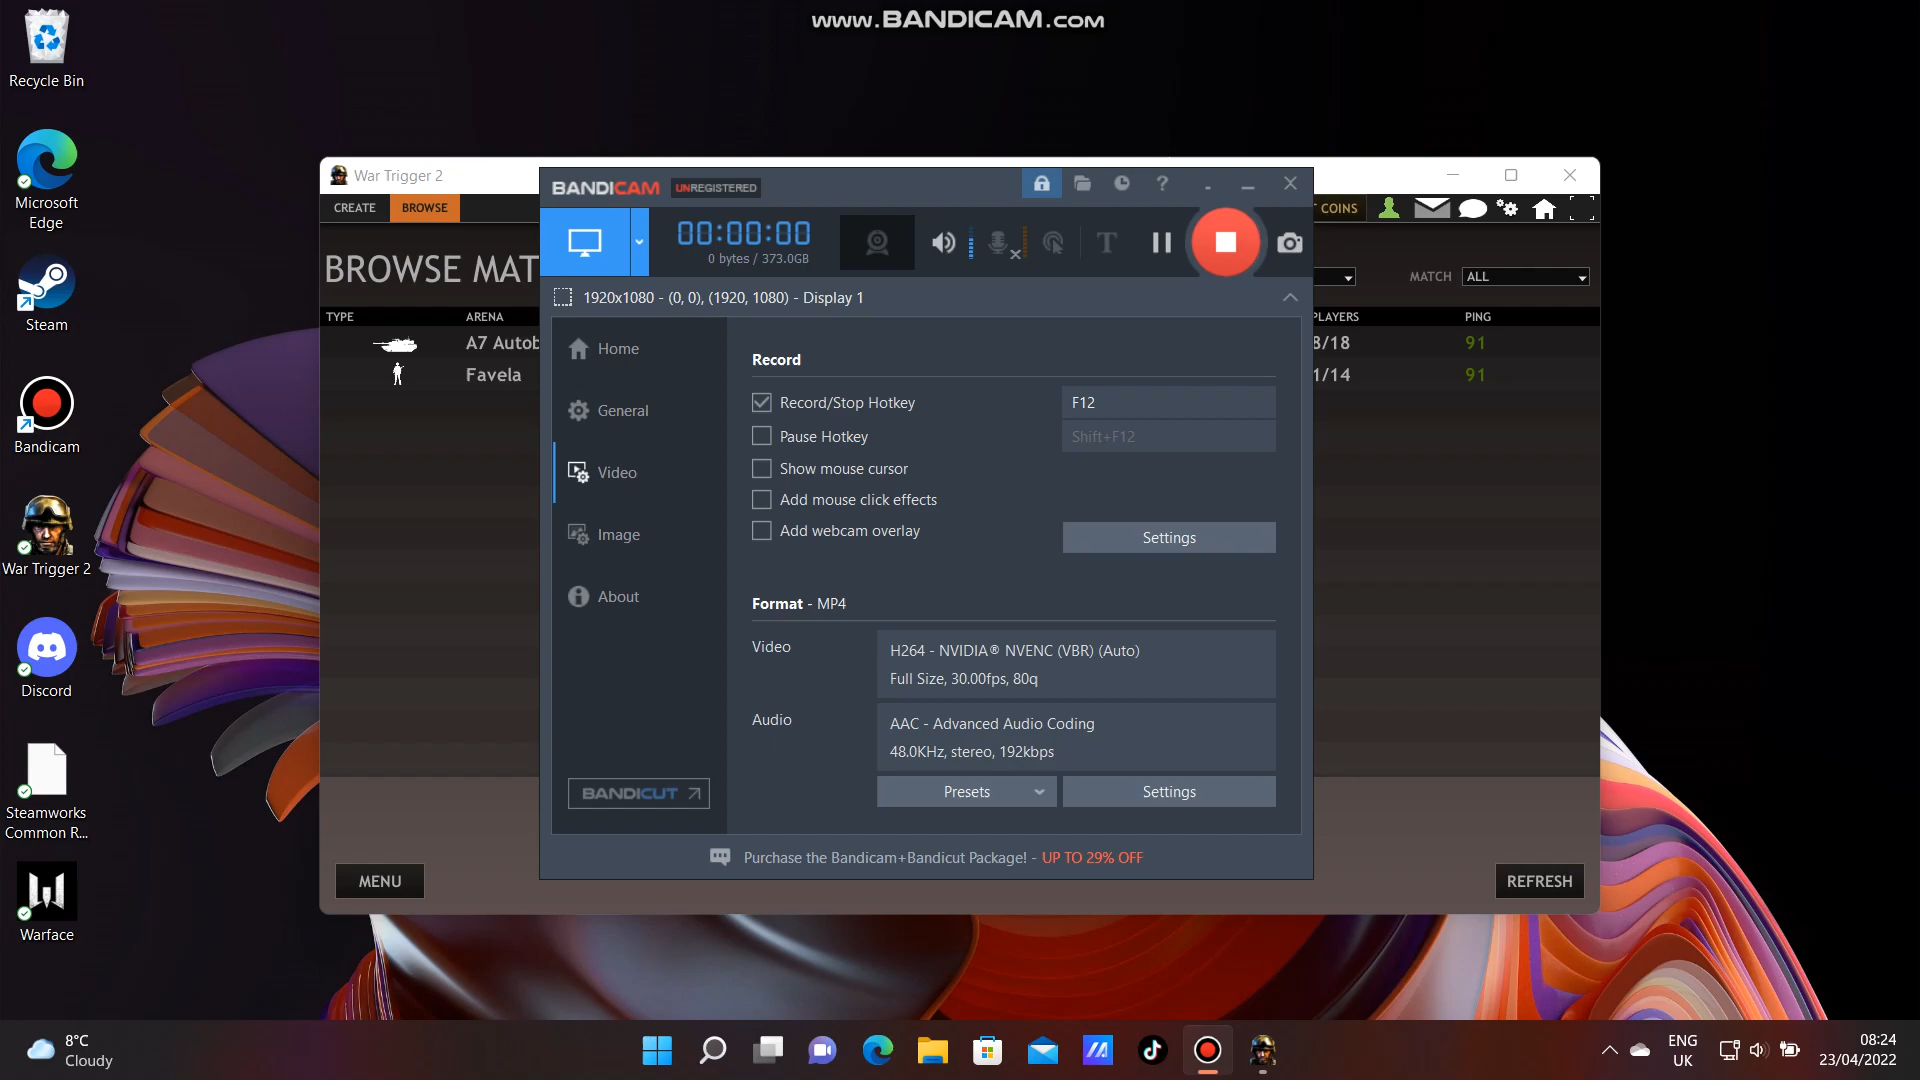 www.BANDICAM.com
Recycle Bin
Microsoft
Edge
Steam
Bandicam
War Trigger 2
Discord
Steamworks
Common R...
Warface
War Trigger 2
CREATE
BROWSE
COINS
BROWSE MAT
MATCH
ALL
TYPE
ARENA
PLAYERS
PING
A7 Autob
8/18
91
Favela
1/14
91
MENU
REFRESH
BANDICAM
UNREGISTERED
00:00:00
0 bytes / 373.0GB
T
1920x1080 - (0, 0), (1920, 1080) - Display 1
Home
General
Video
Image
About
BANDICUT
Record
Record/Stop Hotkey
F12
Pause Hotkey
Shift+F12
Show mouse cursor
Add mouse click effects
Add webcam overlay
Settings
Format - MP4
Video
H264 - NVIDIA® NVENC (VBR) (Auto)
Full Size, 30.00fps, 80q
Audio
AAC - Advanced Audio Coding
48.0KHz, stereo, 192kbps
Presets
Settings
Purchase the Bandicam+Bandicut Package! - UP TO 29% OFF
8°C
Cloudy
ENG
UK
08:24
23/04/2022